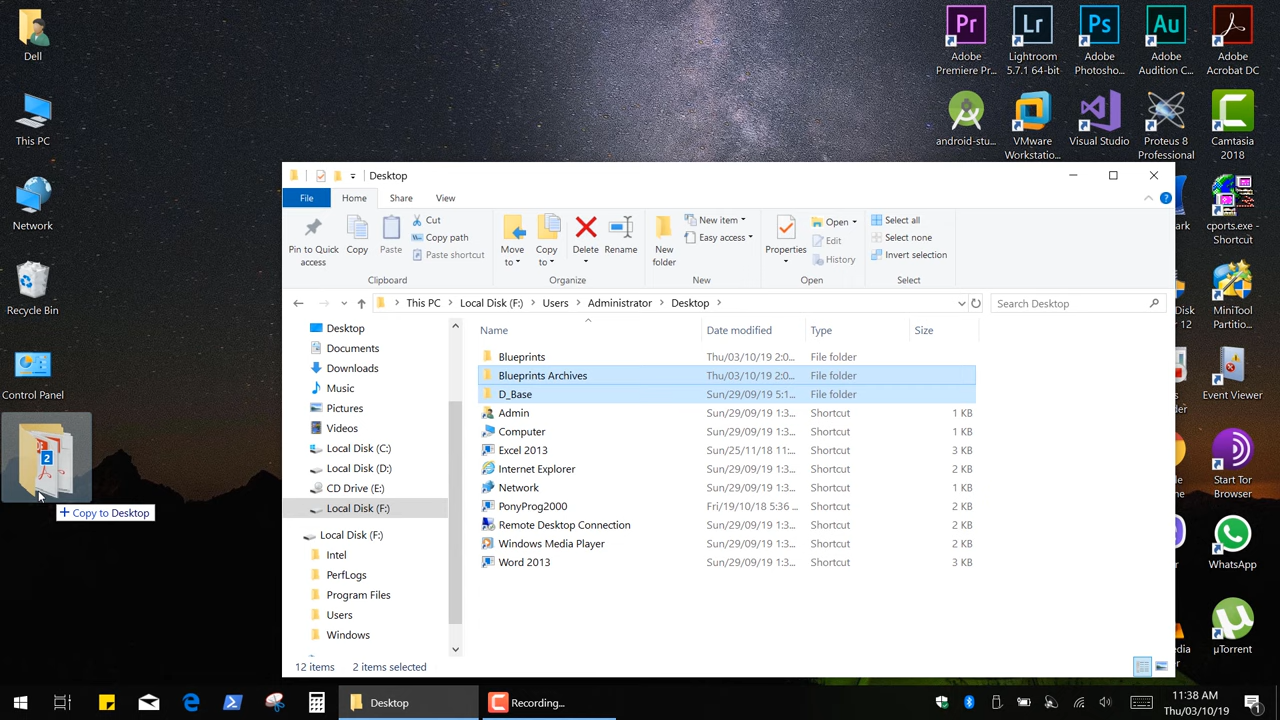 Dell
This PC
Network
Recycle Bin
Control Panel
2
Copy to Desktop
Pr
Lr
Ps
Au
Adobe
Premiere Pr...
Lightroom
5.7.1 64-bit
Adobe
Photosho...
Adobe
Audition C...
Adobe
Acrobat DC
android-stu...
VMware
Workstatio...
Visual Studio
Proteus 8
Professional
Camtasia
2018
ark
cports.exe -
Shortcut
r 12
MiniTool
Partitio...
Event Viewer
Start Tor
Browser
WhatsApp
µTorrent
Desktop
File
Home
Share
View
Pin to Quick
access
Copy
Paste
Cut
Copy path
Paste shortcut
Clipboard
Move
to
Copy
to
Delete
Rename
Organize
New
folder
New item
Easy access
New
Properties
Open
Edit
History
Open
Select all
Select none
Invert selection
Select
This PC
Local Disk (F:)
Users
Administrator
Desktop
Search Desktop
Desktop
Documents
Downloads
Music
Pictures
Videos
Local Disk (C:)
Local Disk (D:)
CD Drive (E:)
Local Disk (F:)
Local Disk (F:)
Intel
PerfLogs
Program Files
Users
Windows
Name Date modified Type Size
Blueprints Thu/03/10/19 2:0... File folder
Blueprints Archives Thu/03/10/19 2:0... File folder
D_Base Sun/29/09/19 5:1... File folder
Admin Sun/29/09/19 1:3... Shortcut 1 KB
Computer Sun/29/09/19 1:3... Shortcut 1 KB
Excel 2013 Sun/25/11/18 11:... Shortcut 3 KB
Internet Explorer Sun/29/09/19 1:3... Shortcut 2 KB
Network Sun/29/09/19 1:3... Shortcut 1 KB
PonyProg2000 Fri/19/10/18 5:36 ... Shortcut 2 KB
Remote Desktop Connection Sun/29/09/19 1:3... Shortcut 2 KB
Windows Media Player Sun/29/09/19 1:3... Shortcut 2 KB
Word 2013 Sun/29/09/19 1:3... Shortcut 3 KB
12 items 2 items selected
Desktop
Recording...
11:38 AM
Thu/03/10/19
1